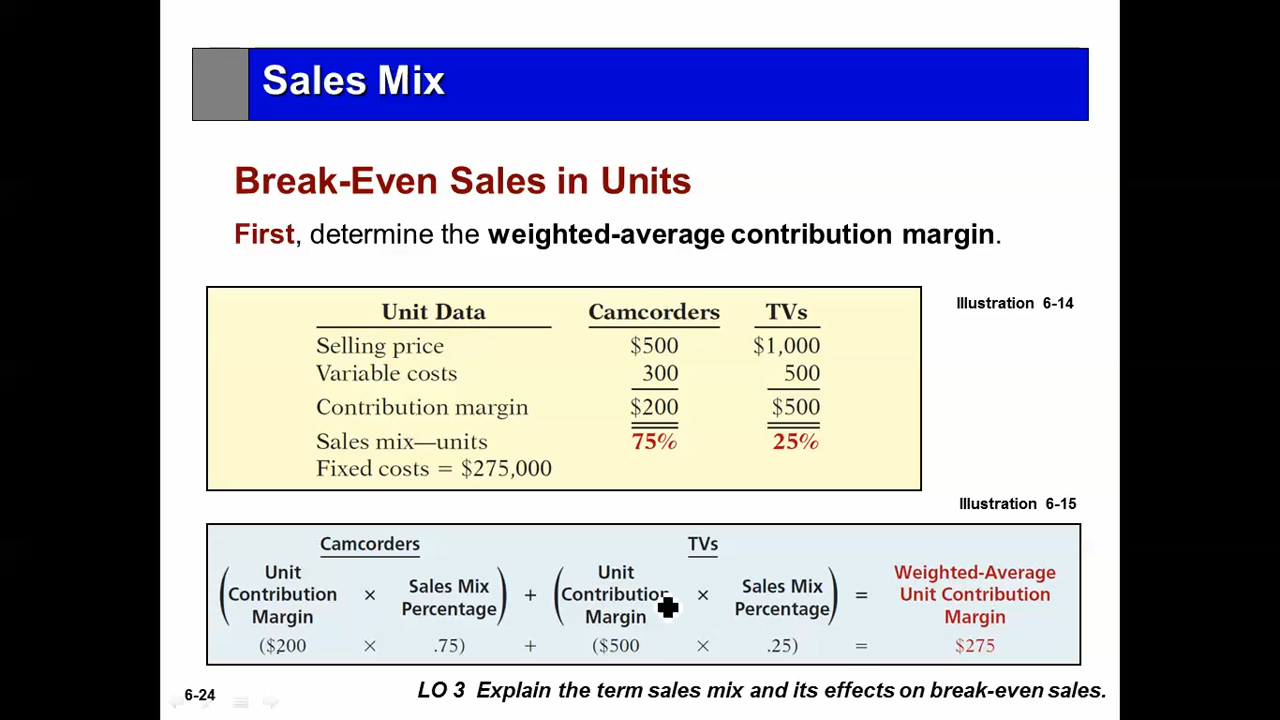 Sales Mix
Break-Even Sales in Units
First, determine the weighted-average contribution margin.
Illustration 6-14
Unit Data Camcorders TVs
Selling price $500 $1,000
Variable costs 300 500
Contribution margin $200 $500
Sales mix—units 75% 25%
Fixed costs = $275,000
Illustration 6-15
Camcorders TVs
( Unit Contribution Margin × Sales Mix Percentage ) + ( Unit Contribution Margin × Sales Mix Percentage ) = Weighted-Average Unit Contribution Margin
($200 × .75) + ($500 × .25) = $275
6-24
LO 3 Explain the term sales mix and its effects on break-even sales.